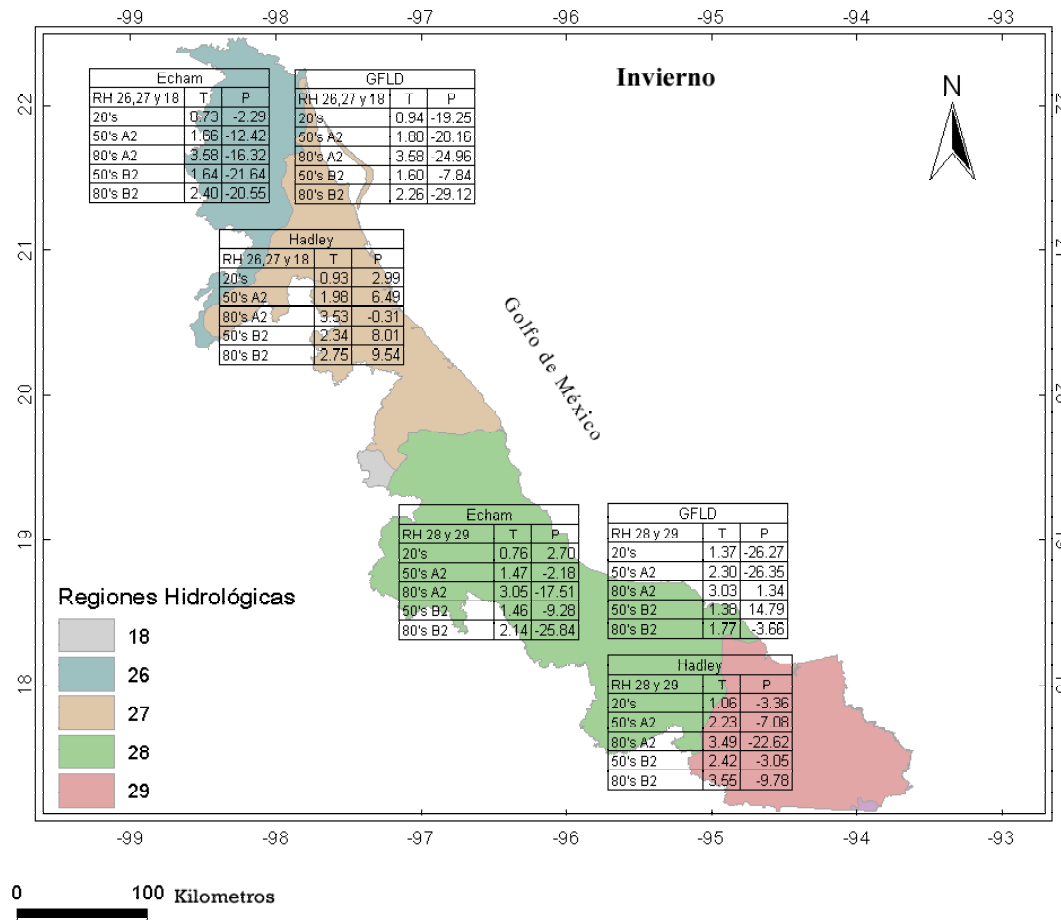 -99 -98 -97 -96 -95 -94 -93
Invierno
N
22
21
20
19
18
Echam
RH 26,27 y 18 T P
20's 0.73 -2.29
50's A2 1.66 -12.42
80's A2 3.58 -16.32
50's B2 1.64 -21.64
80's B2 2.40 -20.55
GFLD
RH 26,27 y 18 T P
20's 0.94 -19.25
50's A2 1.80 -20.16
80's A2 3.58 -24.96
50's B2 1.60 -7.84
80's B2 2.26 -29.12
Hadley
RH 26,27 y 18 T P
20's 0.93 2.99
50's A2 1.98 6.49
80's A2 3.53 -0.31
50's B2 2.34 8.01
80's B2 2.75 9.54
Golfo de México
Echam
RH 28 y 29 T P
20's 0.76 2.70
50's A2 1.47 -2.18
80's A2 3.05 -17.51
50's B2 1.46 -9.28
80's B2 2.14 -25.84
GFLD
RH 28 y 29 T P
20's 1.37 -26.27
50's A2 2.30 -26.35
80's A2 3.03 1.34
50's B2 1.38 14.79
80's B2 1.77 -3.66
Hadley
RH 28 y 29 T P
20's 1.06 -3.36
50's A2 2.23 -7.08
80's A2 3.49 -22.62
50's B2 2.42 -3.05
80's B2 3.55 -9.78
Regiones Hidrológicas
18
26
27
28
29
-99 -98 -97 -96 -95 -94 -93
0 100 Kilometros